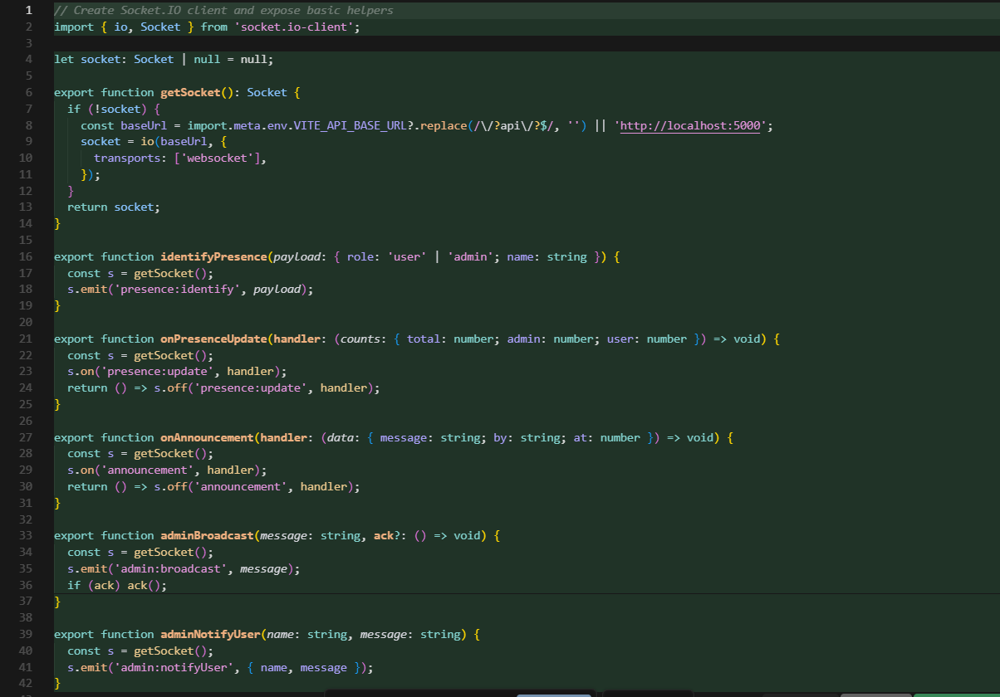 1 // Create Socket.IO client and expose basic helpers
2 import { io, Socket } from 'socket.io-client';
3
4 let socket: Socket | null = null;
5
6 export function getSocket(): Socket {
7   if (!socket) {
8     const baseUrl = import.meta.env.VITE_API_BASE_URL?.replace(/\/?api\/?$/, '') || 'http://localhost:5000';
9     socket = io(baseUrl, {
10       transports: ['websocket'],
11     });
12   }
13   return socket;
14 }
15
16 export function identifyPresence(payload: { role: 'user' | 'admin'; name: string }) {
17   const s = getSocket();
18   s.emit('presence:identify', payload);
19 }
20
21 export function onPresenceUpdate(handler: (counts: { total: number; admin: number; user: number }) => void) {
22   const s = getSocket();
23   s.on('presence:update', handler);
24   return () => s.off('presence:update', handler);
25 }
26
27 export function onAnnouncement(handler: (data: { message: string; by: string; at: number }) => void) {
28   const s = getSocket();
29   s.on('announcement', handler);
30   return () => s.off('announcement', handler);
31 }
32
33 export function adminBroadcast(message: string, ack?: () => void) {
34   const s = getSocket();
35   s.emit('admin:broadcast', message);
36   if (ack) ack();
37 }
38
39 export function adminNotifyUser(name: string, message: string) {
40   const s = getSocket();
41   s.emit('admin:notifyUser', { name, message });
42 }